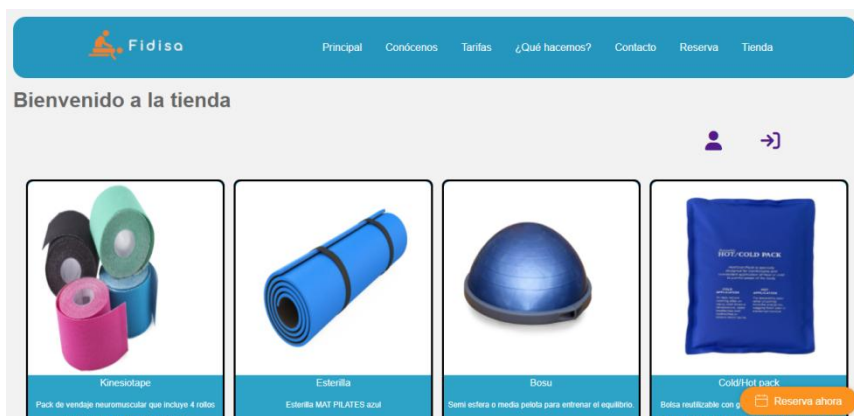 Fidisa
Principal Conócenos Tarifas ¿Qué hacemos? Contacto Reserva Tienda
Bienvenido a la tienda
HOT/COLD PACK
Kinesiotape
Pack de vendaje neuromuscular que incluye 4 rollos
Esterilla
Esterilla MAT PILATES azul
Bosu
Semi esfera o media pelota para entrenar el equilibrio.
Cold/Hot pack
Bolsa reutilizable con g
Reserva ahora